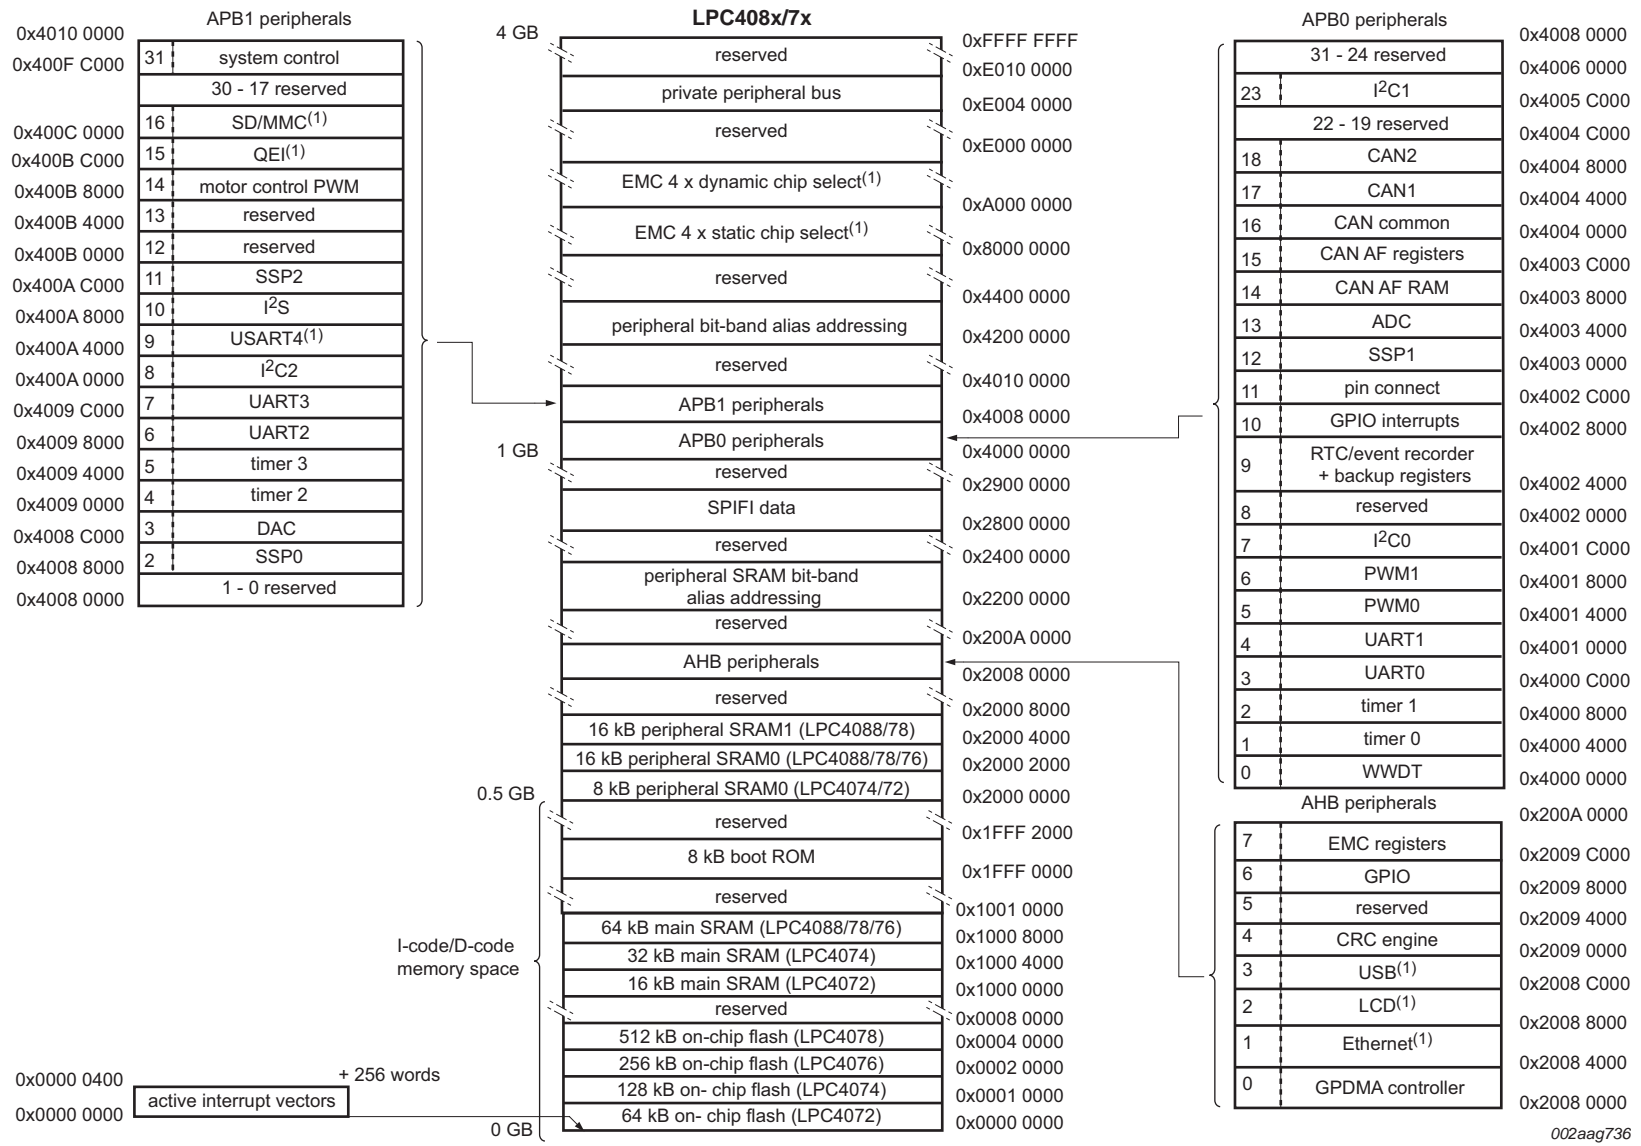 LPC408x/7x
APB1 peripherals
0x4010 0000
31 system control
0x400F C000
30 - 17 reserved
16 SD/MMC(1)
0x400C 0000
15 QEI(1)
0x400B C000
14 motor control PWM
0x400B 8000
13 reserved
0x400B 4000
12 reserved
0x400B 0000
11 SSP2
0x400A C000
10 I2S
0x400A 8000
9 USART4(1)
0x400A 4000
8 I2C2
0x400A 0000
7 UART3
0x4009 C000
6 UART2
0x4009 8000
5 timer 3
0x4009 4000
4 timer 2
0x4009 0000
3 DAC
0x4008 C000
2 SSP0
0x4008 8000
1 - 0 reserved
0x4008 0000
4 GB
0xFFFF FFFF
reserved
0xE010 0000
private peripheral bus
0xE004 0000
reserved
0xE000 0000
EMC 4 x dynamic chip select(1)
0xA000 0000
EMC 4 x static chip select(1)
0x8000 0000
reserved
0x4400 0000
peripheral bit-band alias addressing
0x4200 0000
reserved
0x4010 0000
APB1 peripherals
0x4008 0000
APB0 peripherals
1 GB
0x4000 0000
reserved
0x2900 0000
SPIFI data
0x2800 0000
reserved
0x2400 0000
peripheral SRAM bit-band
alias addressing
0x2200 0000
reserved
0x200A 0000
AHB peripherals
0x2008 0000
reserved
0x2000 8000
16 kB peripheral SRAM1 (LPC4088/78)
0x2000 4000
16 kB peripheral SRAM0 (LPC4088/78/76)
0x2000 2000
8 kB peripheral SRAM0 (LPC4074/72)
0.5 GB
0x2000 0000
reserved
0x1FFF 2000
8 kB boot ROM
0x1FFF 0000
reserved
0x1001 0000
64 kB main SRAM (LPC4088/78/76)
0x1000 8000
I-code/D-code
memory space
32 kB main SRAM (LPC4074)
0x1000 4000
16 kB main SRAM (LPC4072)
0x1000 0000
reserved
0x0008 0000
512 kB on-chip flash (LPC4078)
0x0004 0000
256 kB on-chip flash (LPC4076)
0x0002 0000
128 kB on- chip flash (LPC4074)
0x0001 0000
64 kB on- chip flash (LPC4072)
0x0000 0000
0 GB
+ 256 words
0x0000 0400
active interrupt vectors
0x0000 0000
APB0 peripherals
0x4008 0000
31 - 24 reserved
0x4006 0000
23 I2C1
0x4005 C000
22 - 19 reserved
0x4004 C000
18 CAN2
0x4004 8000
17 CAN1
0x4004 4000
16 CAN common
0x4004 0000
15 CAN AF registers
0x4003 C000
14 CAN AF RAM
0x4003 8000
13 ADC
0x4003 4000
12 SSP1
0x4003 0000
11 pin connect
0x4002 C000
10 GPIO interrupts
0x4002 8000
9 RTC/event recorder
+ backup registers
0x4002 4000
8 reserved
0x4002 0000
7 I2C0
0x4001 C000
6 PWM1
0x4001 8000
5 PWM0
0x4001 4000
4 UART1
0x4001 0000
3 UART0
0x4000 C000
2 timer 1
0x4000 8000
1 timer 0
0x4000 4000
0 WWDT
0x4000 0000
AHB peripherals
0x200A 0000
7 EMC registers
0x2009 C000
6 GPIO
0x2009 8000
5 reserved
0x2009 4000
4 CRC engine
0x2009 0000
3 USB(1)
0x2008 C000
2 LCD(1)
0x2008 8000
1 Ethernet(1)
0x2008 4000
0 GPDMA controller
0x2008 0000
002aag736